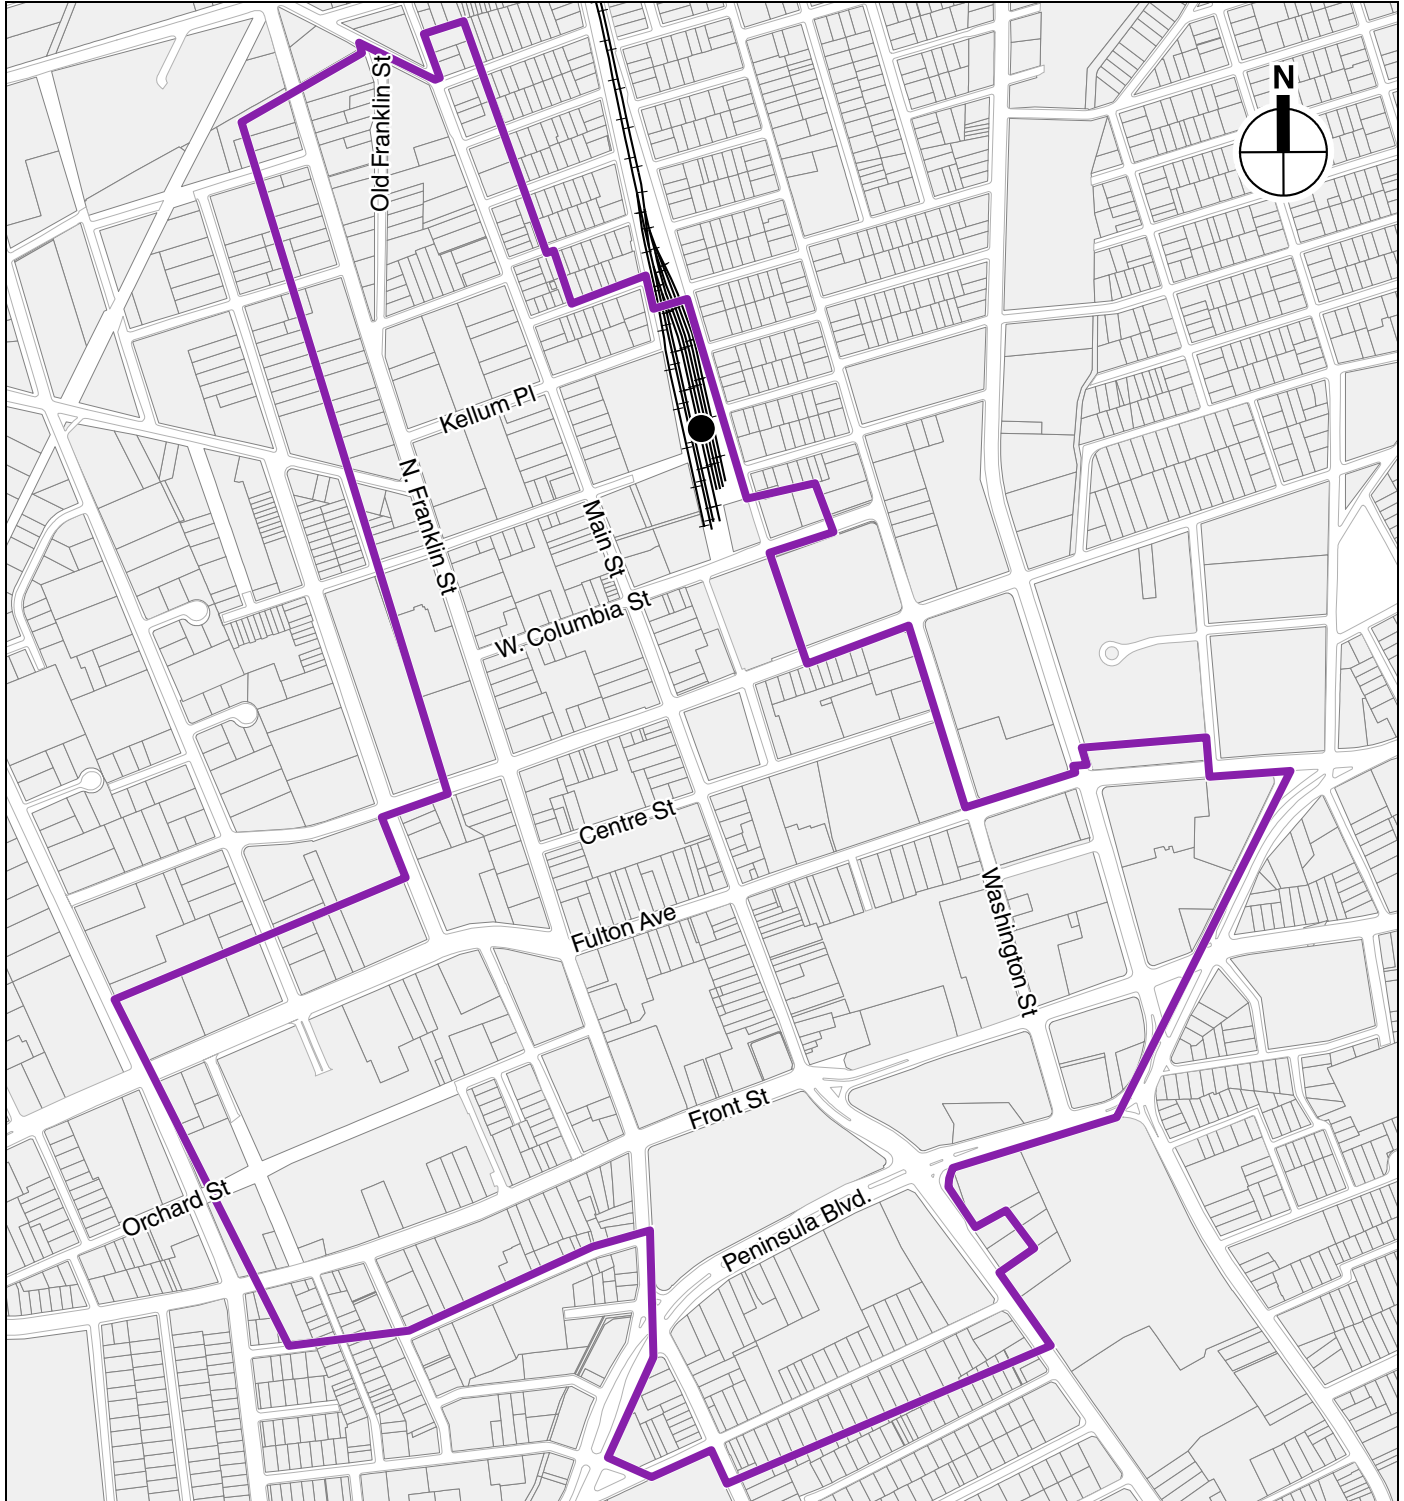 N
Old Franklin St
Kellum Pl
N. Franklin St
Main St
W. Columbia St
Centre St
Fulton Ave
Washington St
Front St
Orchard St
Peninsula Blvd.